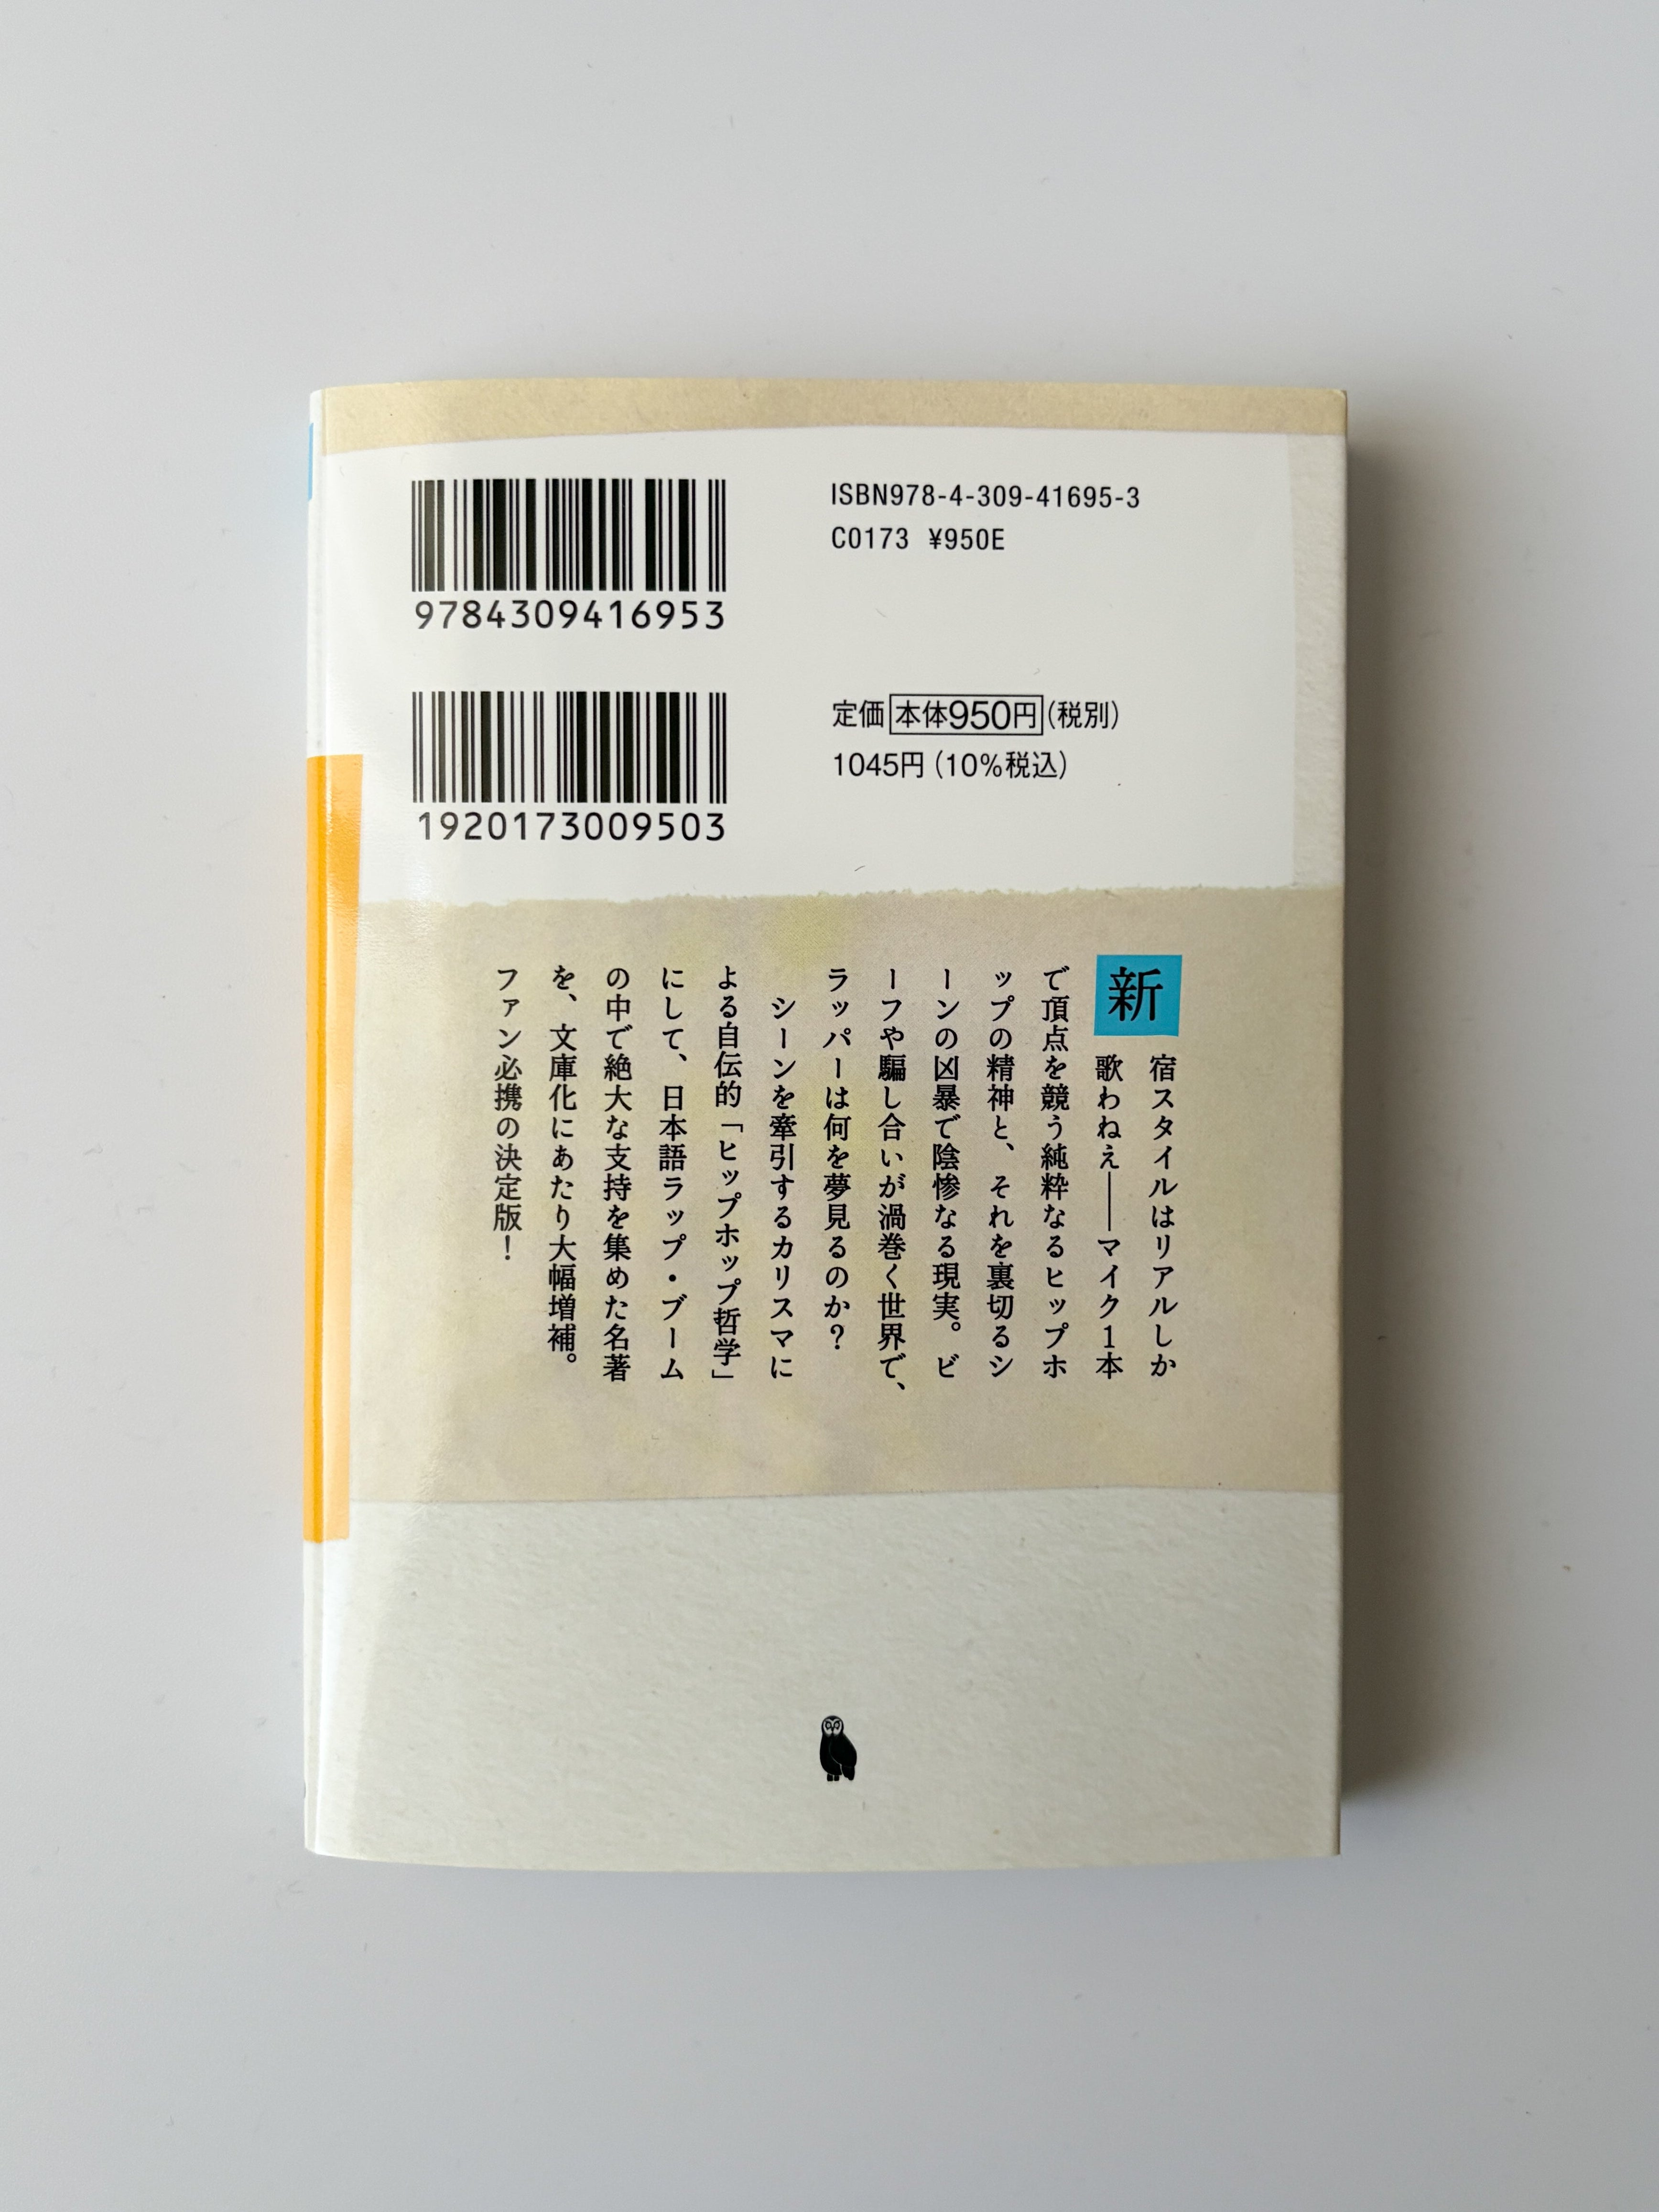 9784309416953
ISBN978-4-309-41695-3
C0173 ¥950E
1920173009503
定価 本体950円(税別)
1045円(10%税込)
新宿スタイルはリアルしか
歌わねえ――マイク1本
で頂点を競う純粋なるヒップホ
ップの精神と、それを裏切るシ
ーンの凶暴で陰惨なる現実。ビ
ーフや騙し合いが渦巻く世界で、
ラッパーは何を夢見るのか?
シーンを牽引するカリスマに
よる自伝的「ヒップホップ哲学」
にして、日本語ラップ・ブーム
の中で絶大な支持を集めた名著
を、文庫化にあたり大幅増補。
ファン必携の決定版!